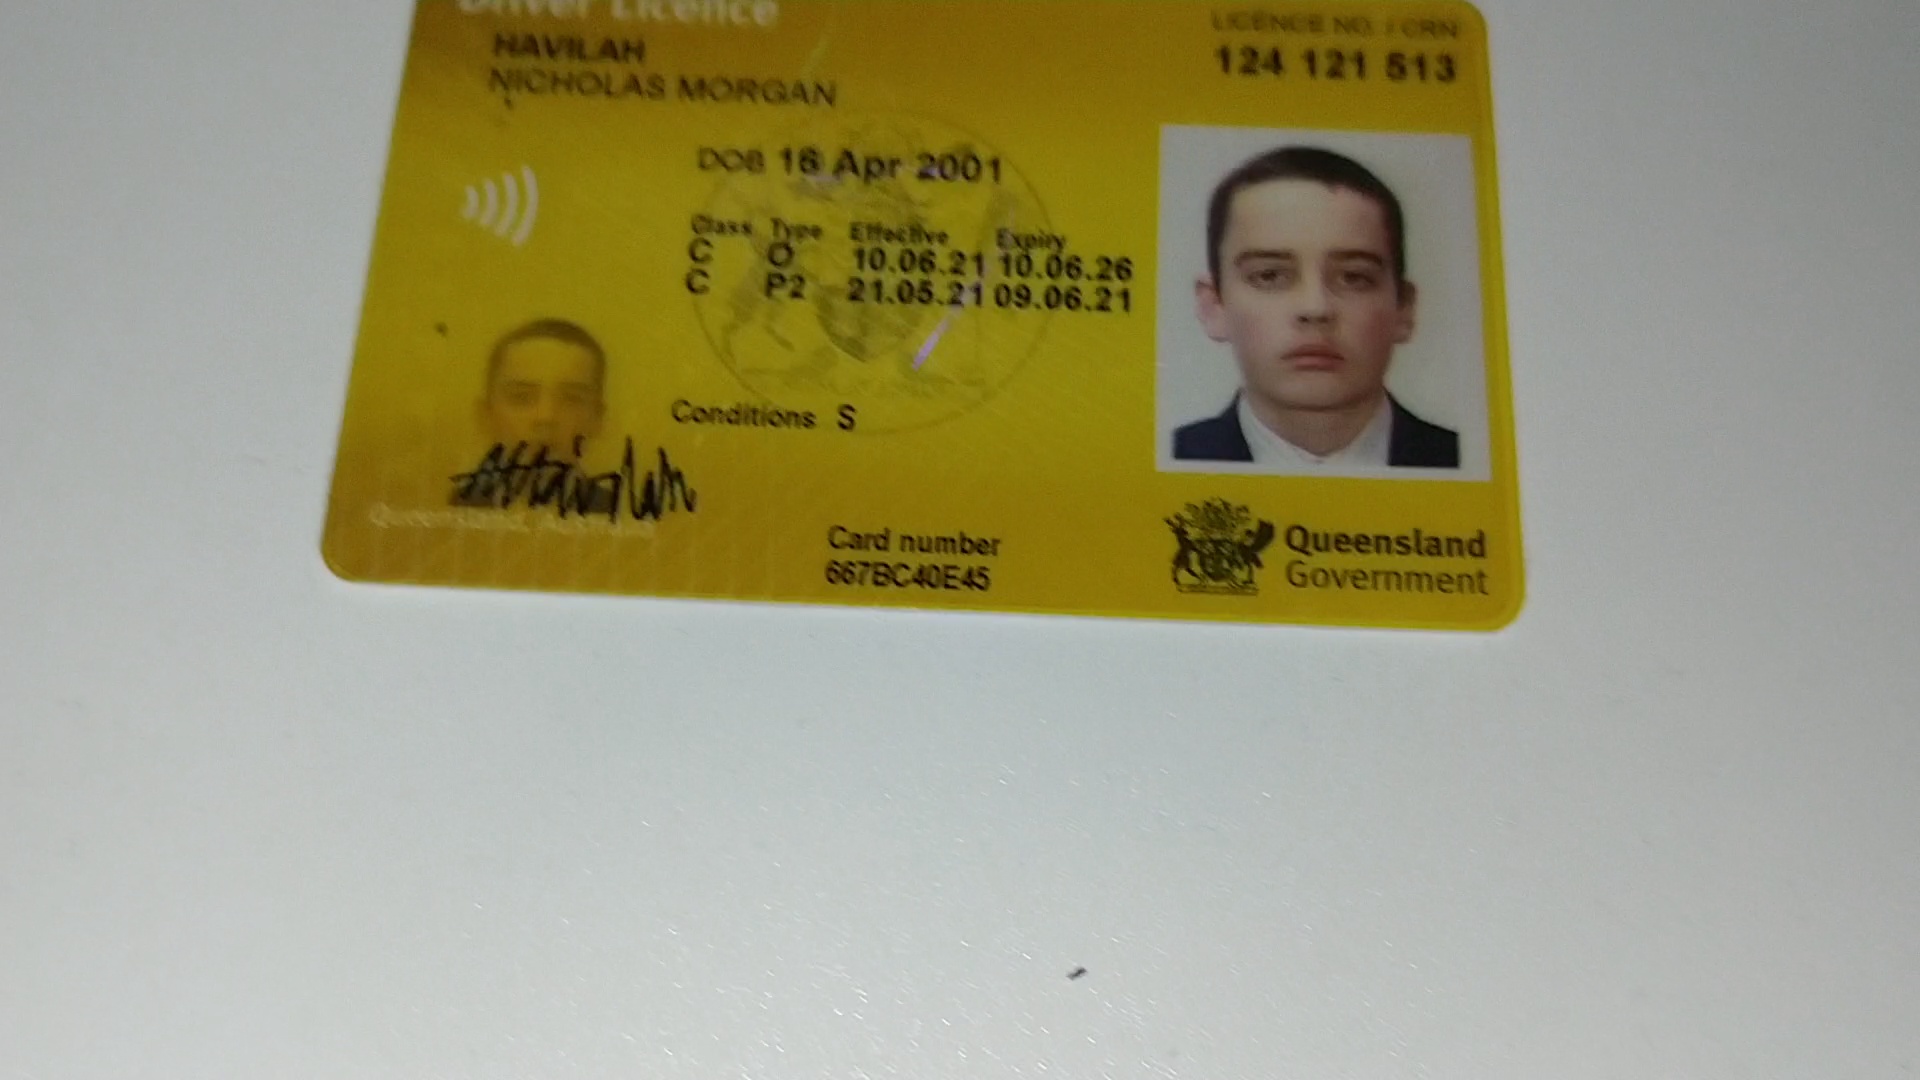 Driver Licence
HAVILAH
NICHOLAS MORGAN
LICENCE NO. / CRN
124 121 513
DOB 16 Apr 2001
Class Type Effective Expiry
C O 10.06.21 10.06.26
C P2 21.05.21 09.06.21
Conditions S
Queensland, Australia
Card number
667BC40E45
Queensland
Government